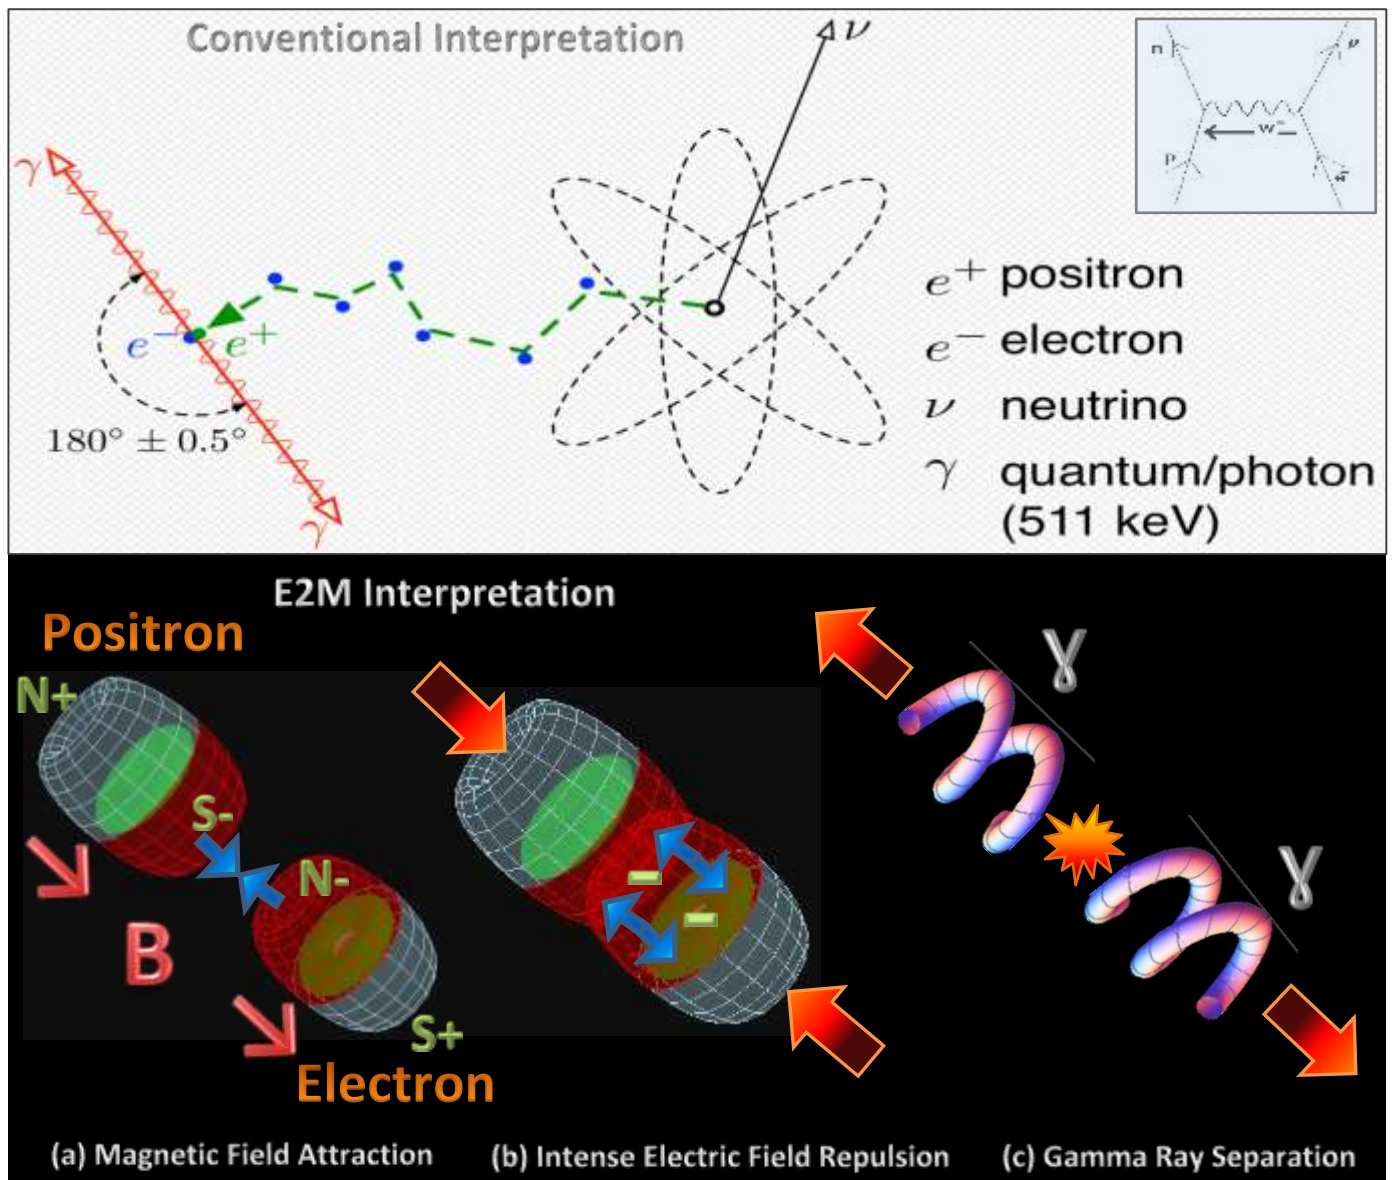 Conventional Interpretation
ν
n
W⁻
p
γ
e⁻
e⁺
180° ± 0.5°
γ
e⁺ positron
e⁻ electron
ν neutrino
γ quantum/photon
(511 keV)
E2M Interpretation
Positron
N+
S-
N-
B
S+
Electron
-
-
γ
γ
(a) Magnetic Field Attraction
(b) Intense Electric Field Repulsion
(c) Gamma Ray Separation